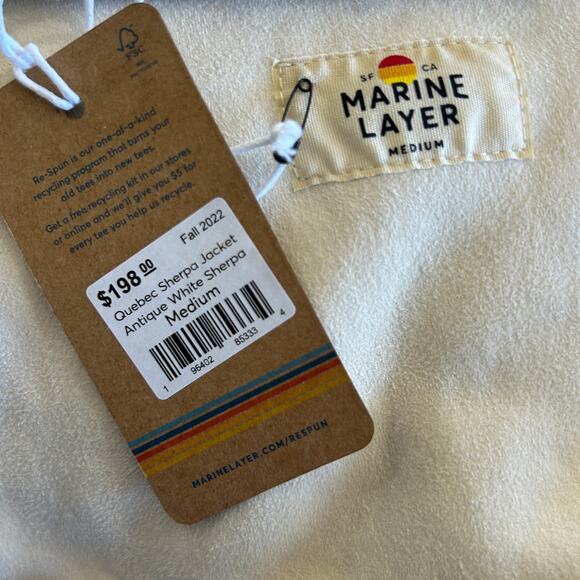 FSC
Re-Spun is our one-of-a-kind
recycling program that turns your
old tees into new tees.
Get a free recycling kit in our stores
or online and we'll give you $5 for
every tee you help us recycle.
$198.00
Fall 2022
Quebec Sherpa Jacket
Antique White Sherpa
Medium
1 96402 85333 4
MARINELAYER.COM/RESPUN
SF CA
MARINE
LAYER
MEDIUM